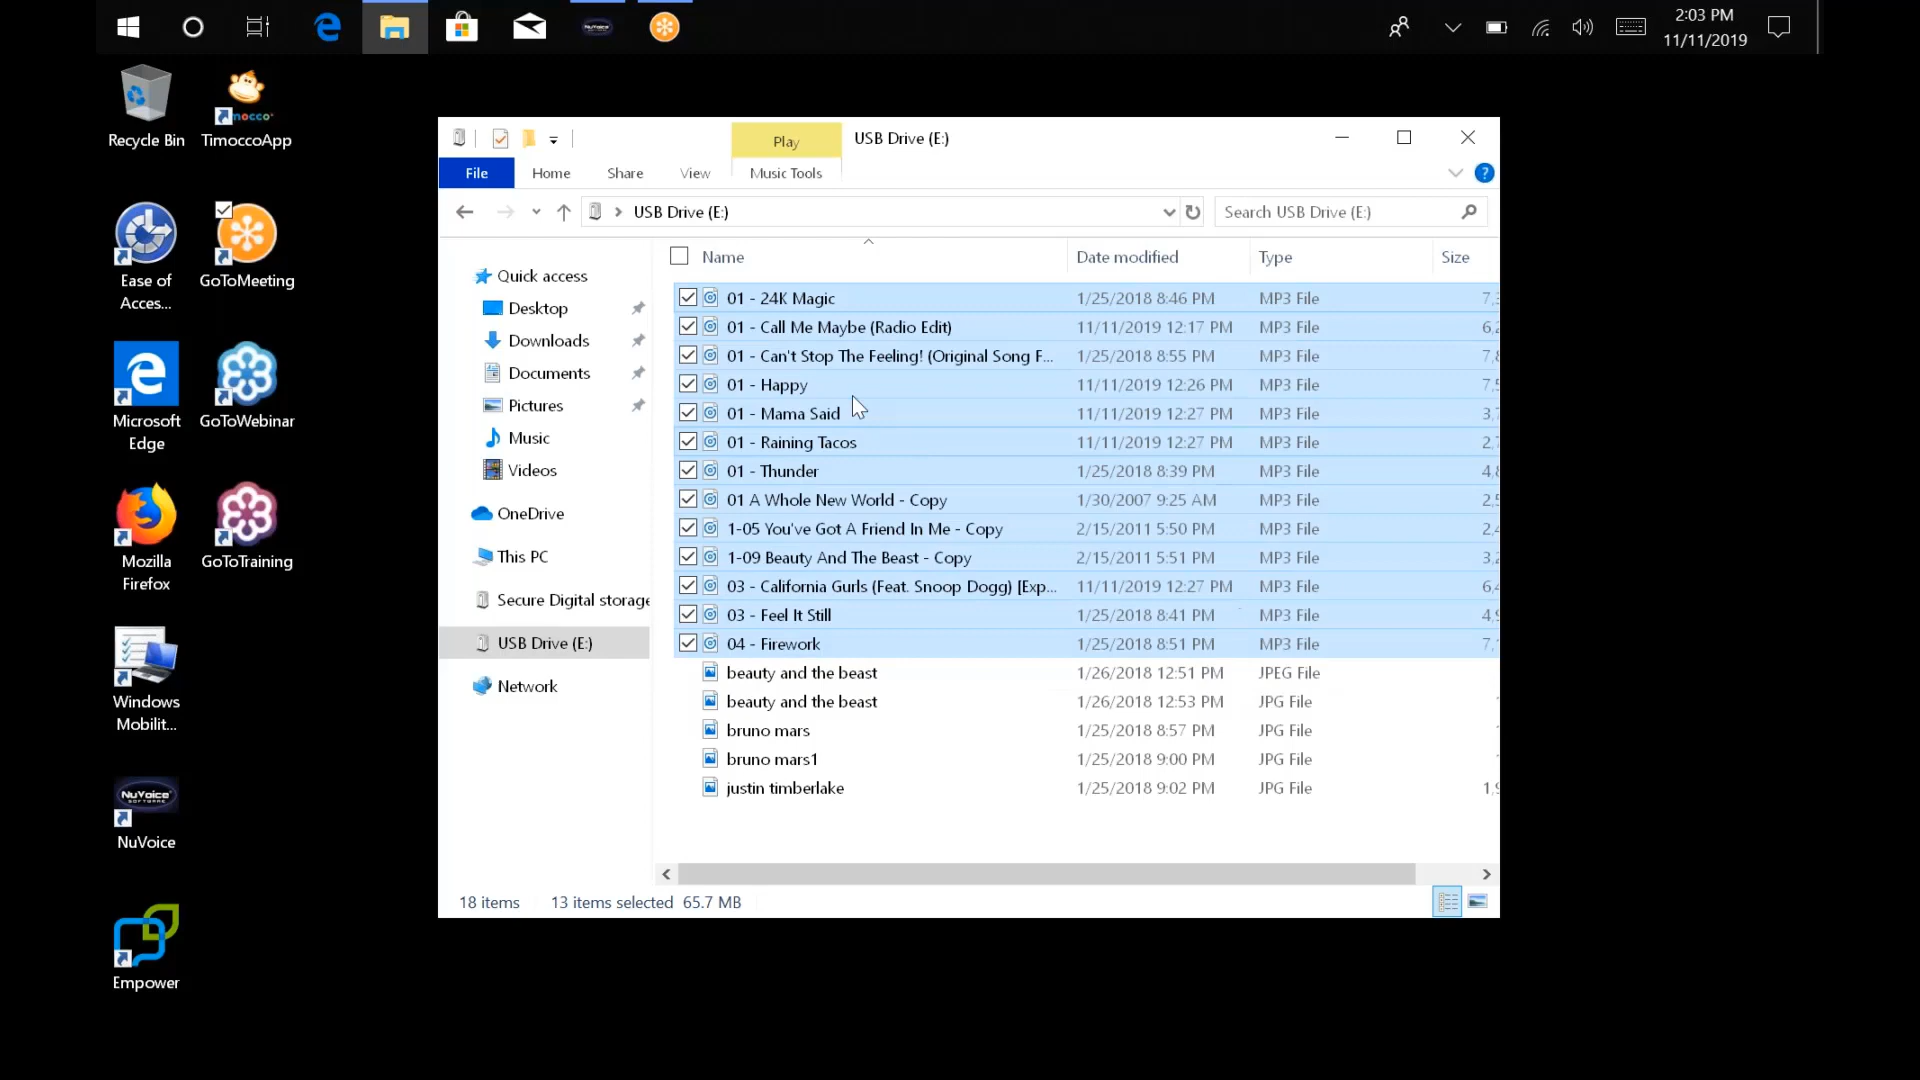 2:03 PM
11/11/2019
Recycle Bin
TimoccoApp
Ease of
Acces...
GoToMeeting
Microsoft
Edge
GoToWebinar
Mozilla
Firefox
GoToTraining
Windows
Mobilit...
NuVoice
Empower
Play
USB Drive (E:)
File
Home
Share
View
Music Tools
USB Drive (E:)
Search USB Drive (E:)
Quick access
Desktop
Downloads
Documents
Pictures
Music
Videos
OneDrive
This PC
Secure Digital storage
USB Drive (E:)
Network
Name Date modified Type Size
01 - 24K Magic 1/25/2018 8:46 PM MP3 File
01 - Call Me Maybe (Radio Edit) 11/11/2019 12:17 PM MP3 File
01 - Can't Stop The Feeling! (Original Song F... 1/25/2018 8:55 PM MP3 File
01 - Happy 11/11/2019 12:26 PM MP3 File
01 - Mama Said 11/11/2019 12:27 PM MP3 File
01 - Raining Tacos 11/11/2019 12:27 PM MP3 File
01 - Thunder 1/25/2018 8:39 PM MP3 File
01 A Whole New World - Copy 1/30/2007 9:25 AM MP3 File
1-05 You've Got A Friend In Me - Copy 2/15/2011 5:50 PM MP3 File
1-09 Beauty And The Beast - Copy 2/15/2011 5:51 PM MP3 File
03 - California Gurls (Feat. Snoop Dogg) [Exp... 11/11/2019 12:27 PM MP3 File
03 - Feel It Still 1/25/2018 8:41 PM MP3 File
04 - Firework 1/25/2018 8:51 PM MP3 File
beauty and the beast 1/26/2018 12:51 PM JPEG File
beauty and the beast 1/26/2018 12:53 PM JPG File
bruno mars 1/25/2018 8:57 PM JPG File
bruno mars1 1/25/2018 9:00 PM JPG File
justin timberlake 1/25/2018 9:02 PM JPG File
18 items 13 items selected 65.7 MB